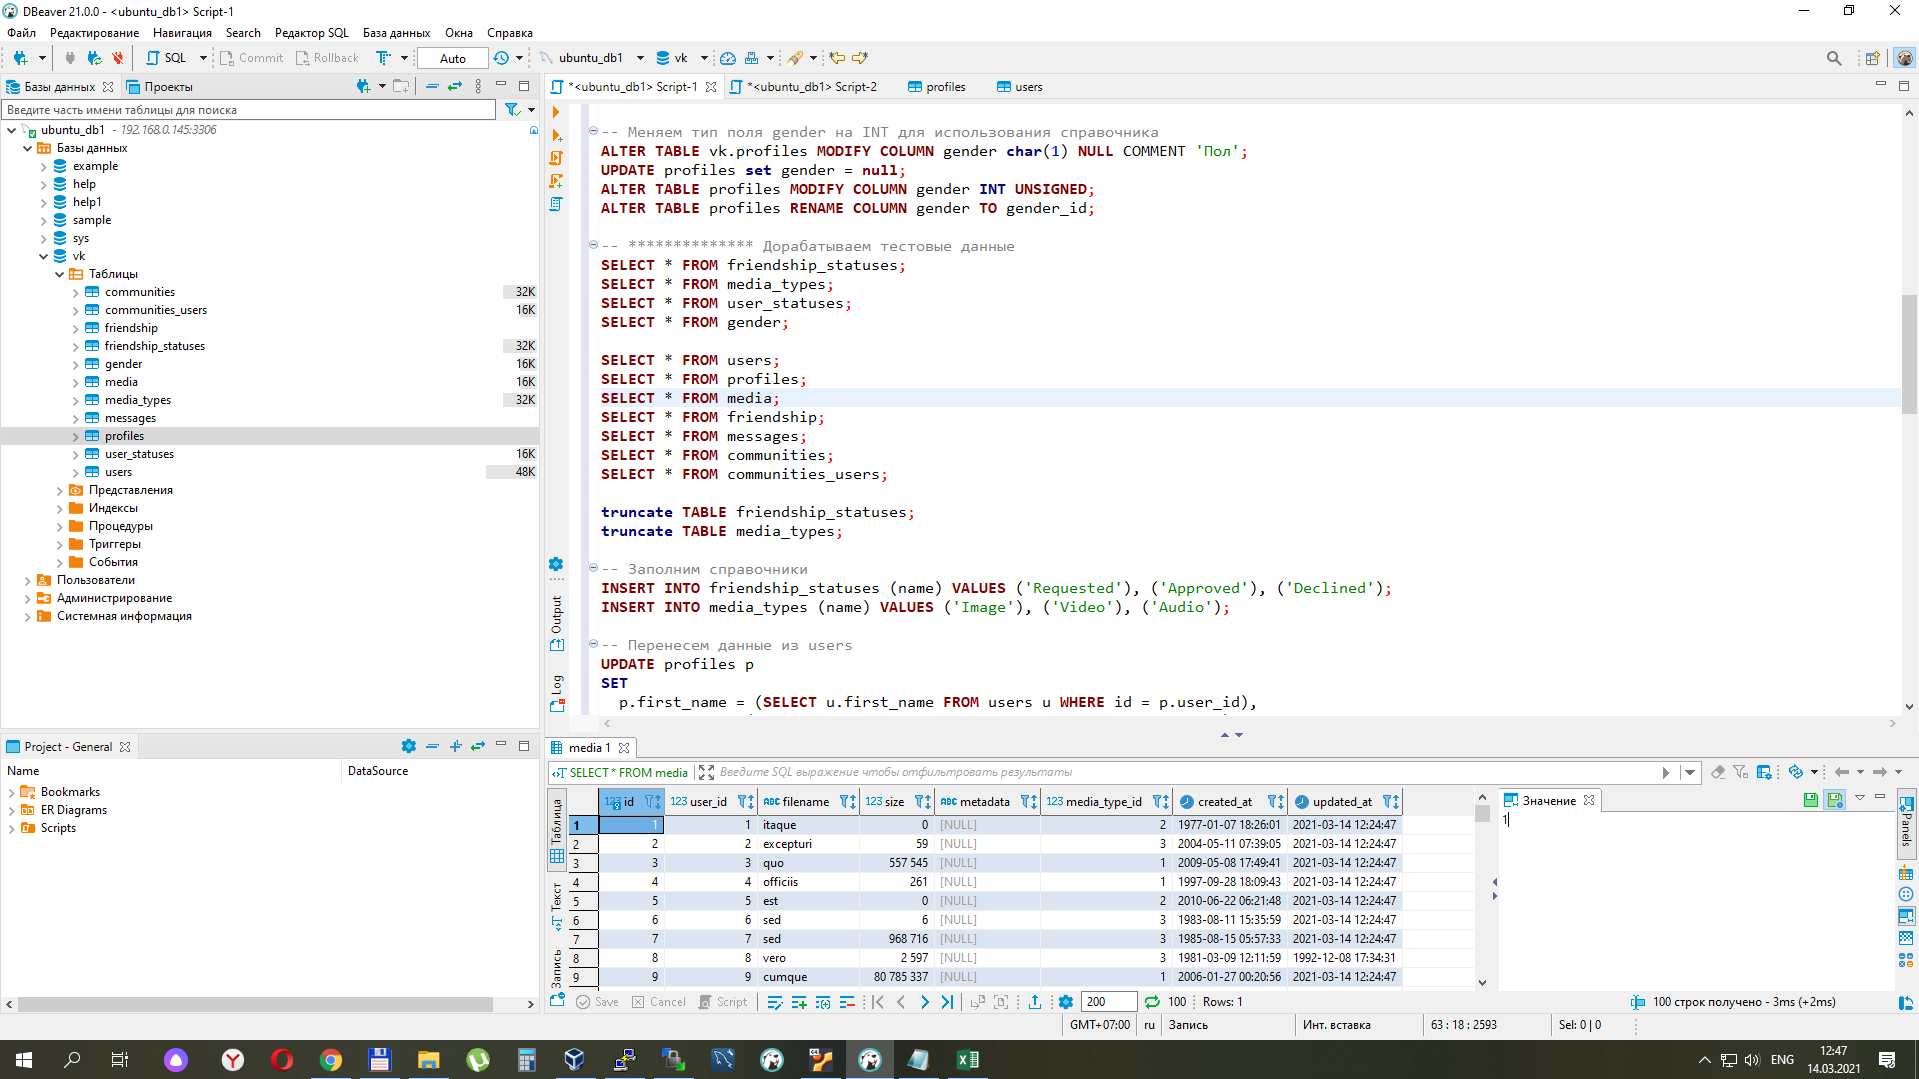 DBeaver 21.0.0 - <ubuntu_db1> Script-1
Файл Редактирование Навигация Search Редактор SQL База данных Окна Справка
SQL Commit Rollback Auto ubuntu_db1 vk
Базы данных Проекты
Введите часть имени таблицы для поиска
ubuntu_db1 - 192.168.0.145:3306
Базы данных
example
help
help1
sample
sys
vk
Таблицы
communities 32K
communities_users 16K
friendship
friendship_statuses 32K
gender 16K
media 16K
media_types 32K
messages
profiles
user_statuses 16K
users 48K
Представления
Индексы
Процедуры
Триггеры
События
Пользователи
Администрирование
Системная информация
Project - General
Name DataSource
Bookmarks
ER Diagrams
Scripts
*<ubuntu_db1> Script-1 *<ubuntu_db1> Script-2 profiles users
-- Меняем тип поля gender на INT для использования справочника
ALTER TABLE vk.profiles MODIFY COLUMN gender char(1) NULL COMMENT 'Пол';
UPDATE profiles set gender = null;
ALTER TABLE profiles MODIFY COLUMN gender INT UNSIGNED;
ALTER TABLE profiles RENAME COLUMN gender TO gender_id;
-- ************** Дорабатываем тестовые данные
SELECT * FROM friendship_statuses;
SELECT * FROM media_types;
SELECT * FROM user_statuses;
SELECT * FROM gender;
SELECT * FROM users;
SELECT * FROM profiles;
SELECT * FROM media;
SELECT * FROM friendship;
SELECT * FROM messages;
SELECT * FROM communities;
SELECT * FROM communities_users;
truncate TABLE friendship_statuses;
truncate TABLE media_types;
-- Заполним справочники
INSERT INTO friendship_statuses (name) VALUES ('Requested'), ('Approved'), ('Declined');
INSERT INTO media_types (name) VALUES ('Image'), ('Video'), ('Audio');
-- Перенесем данные из users
UPDATE profiles p
SET
p.first_name = (SELECT u.first_name FROM users u WHERE id = p.user_id),
Output
Log
media 1
SELECT * FROM media Введите SQL выражение чтобы отфильтровать результаты
Таблица
Текст
Запись
123 id 123 user_id ABC filename 123 size ABC metadata 123 media_type_id created_at updated_at
1 1 1 itaque 0 [NULL] 2 1977-01-07 18:26:01 2021-03-14 12:24:47
2 2 2 excepturi 59 [NULL] 3 2004-05-11 07:39:05 2021-03-14 12:24:47
3 3 3 quo 557 545 [NULL] 1 2009-05-08 17:49:41 2021-03-14 12:24:47
4 4 4 officiis 261 [NULL] 1 1997-09-28 18:09:43 2021-03-14 12:24:47
5 5 5 est 0 [NULL] 2 2010-06-22 06:21:48 2021-03-14 12:24:47
6 6 6 sed 6 [NULL] 3 1983-08-11 15:35:59 2021-03-14 12:24:47
7 7 7 sed 968 716 [NULL] 3 1985-08-15 05:57:33 2021-03-14 12:24:47
8 8 8 vero 2 597 [NULL] 3 1981-03-09 12:11:59 1992-12-08 17:34:31
9 9 9 cumque 80 785 337 [NULL] 1 2006-01-27 00:20:56 2021-03-14 12:24:47
Значение
1
Panels
Save Cancel Script 200 100 Rows: 1 100 строк получено - 3ms (+2ms)
GMT+07:00 ru Запись Инт. вставка 63 : 18 : 2593 Sel: 0 | 0
ENG 12:47
14.03.2021